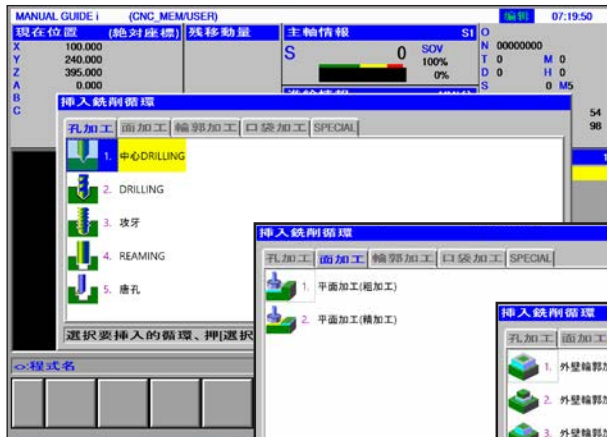 MANUAL GUIDE i (CNC_MEM/USER) 编辑 07:19:50
現在位置 (絶対座標) 残移動量 主軸情報 S1 O
X 100.000
Y 240.000
Z 395.000
A 0.000
B
C
S 0 SOV
100%
0%
N 00000000
T 0 M 0
D 0 H 0
S 0 M5
54
98
挿入銑削循環
孔加工 面加工 輪郭加工 口袋加工 SPECIAL
1. 中心DRILLING
2. DRILLING
3. 攻牙
4. REAMING
5. 唐孔
選択要挿入的循環、押[選択
<>:程式名
挿入銑削循環
孔加工 面加工 輪郭加工 口袋加工 SPECIAL
1. 平面加工(粗加工)
2. 平面加工(精加工)
挿入銑削循環
孔加工 面加工
1. 外壁輪郭加
2. 外壁輪郭加
3. 外壁輪郭加